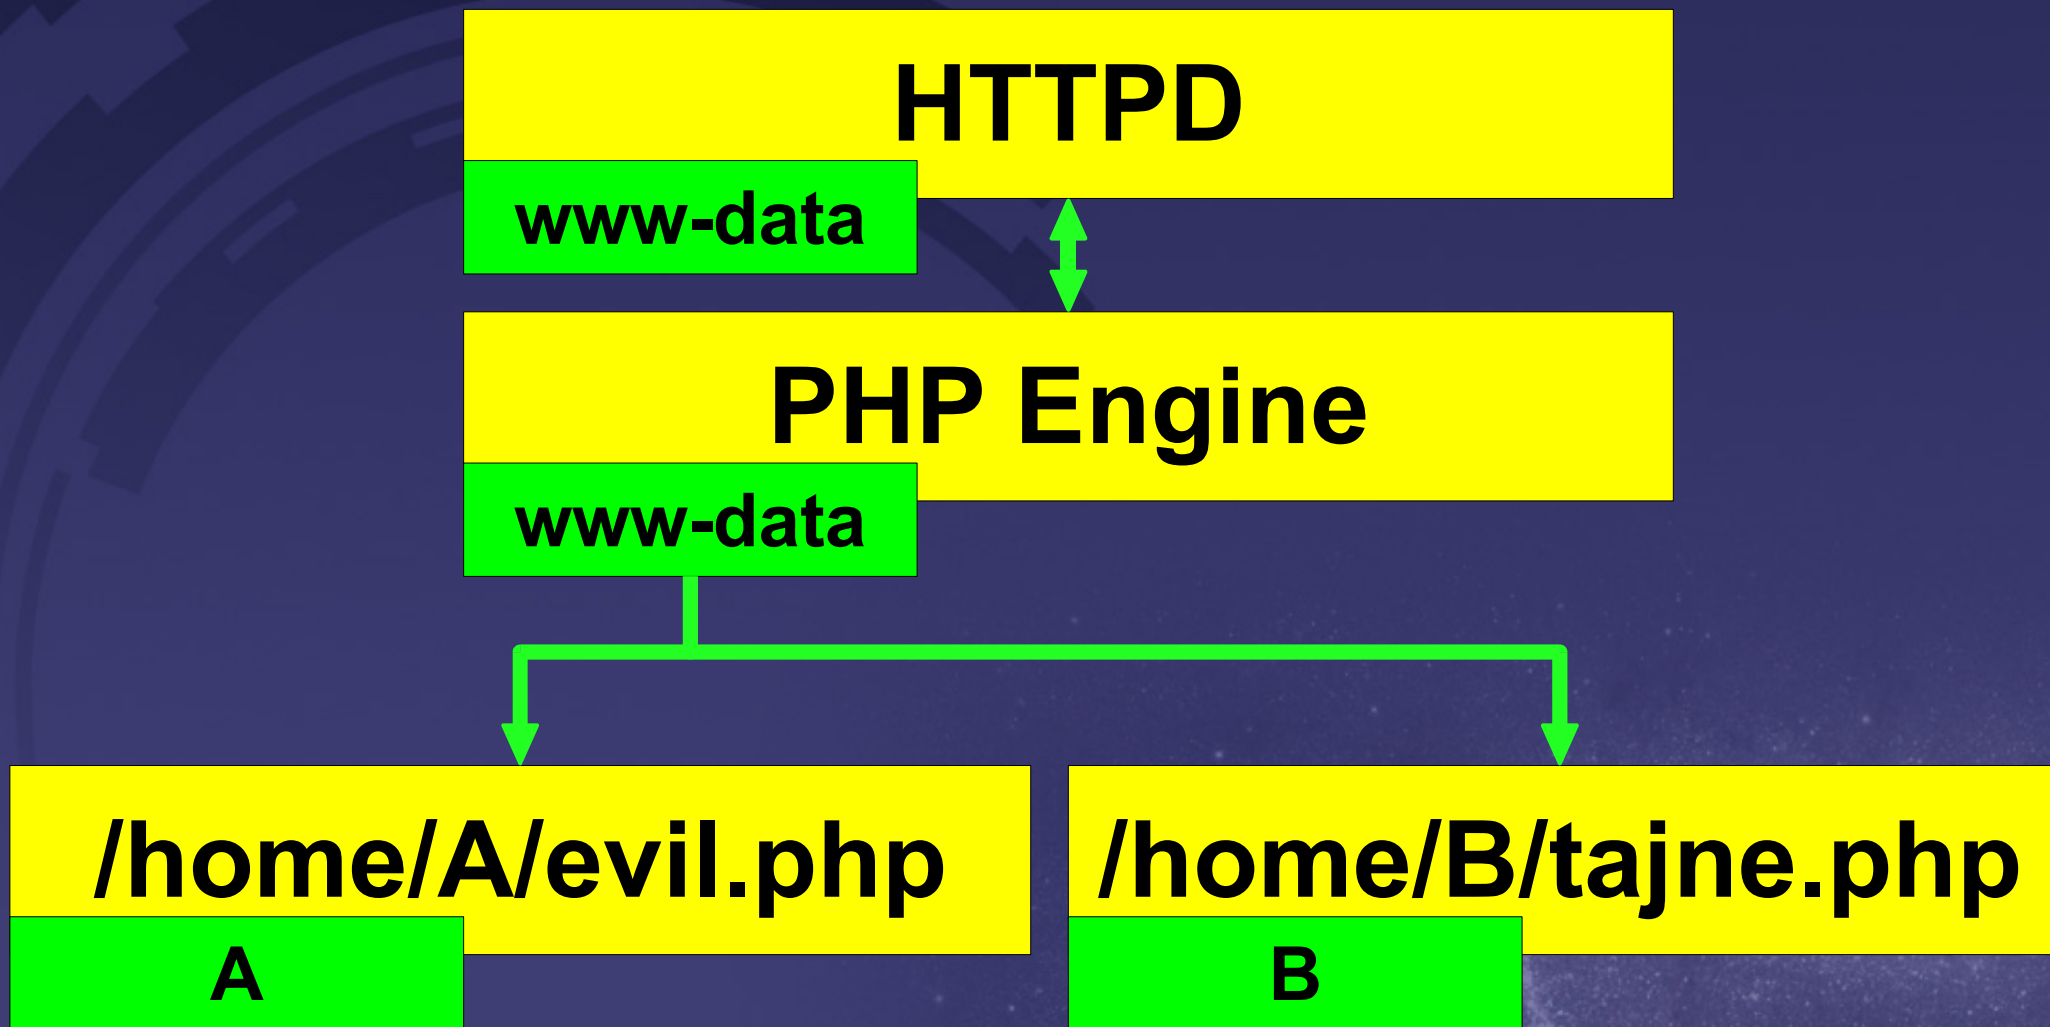 HTTPD
www-data
PHP Engine
www-data
/home/A/evil.php
A
/home/B/tajne.php
B